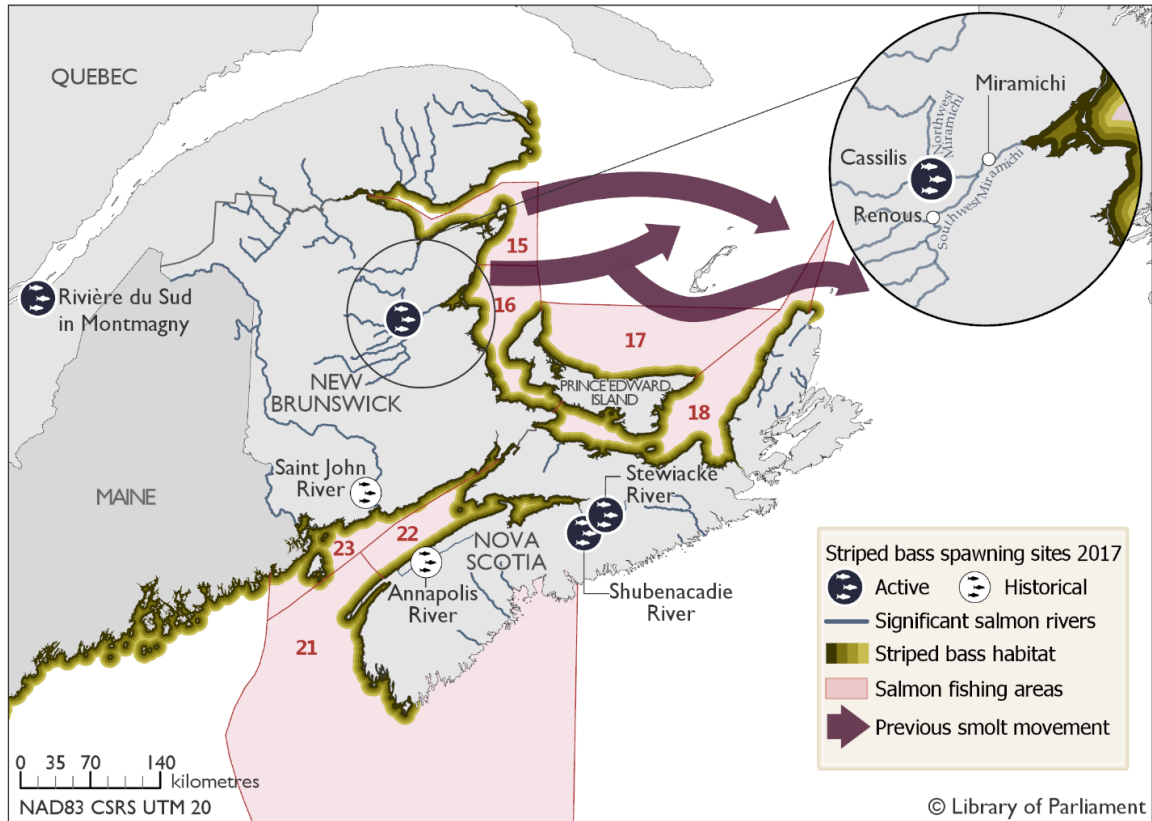 QUEBEC
Miramichi
Northwest
Miramichi
Cassilis
Renous
Southwest Miramichi
15
Rivière du Sud
in Montmagny
16
17
NEW
BRUNSWICK
PRINCE EDWARD
ISLAND
18
Saint John
River
Stewiacke
River
MAINE
22
23
NOVA
SCOTIA
Annapolis
River
Shubenacadie
River
21
Striped bass spawning sites 2017
Active
Historical
Significant salmon rivers
Striped bass habitat
Salmon fishing areas
Previous smolt movement
0 35 70 140
kilometres
NAD83 CSRS UTM 20
© Library of Parliament